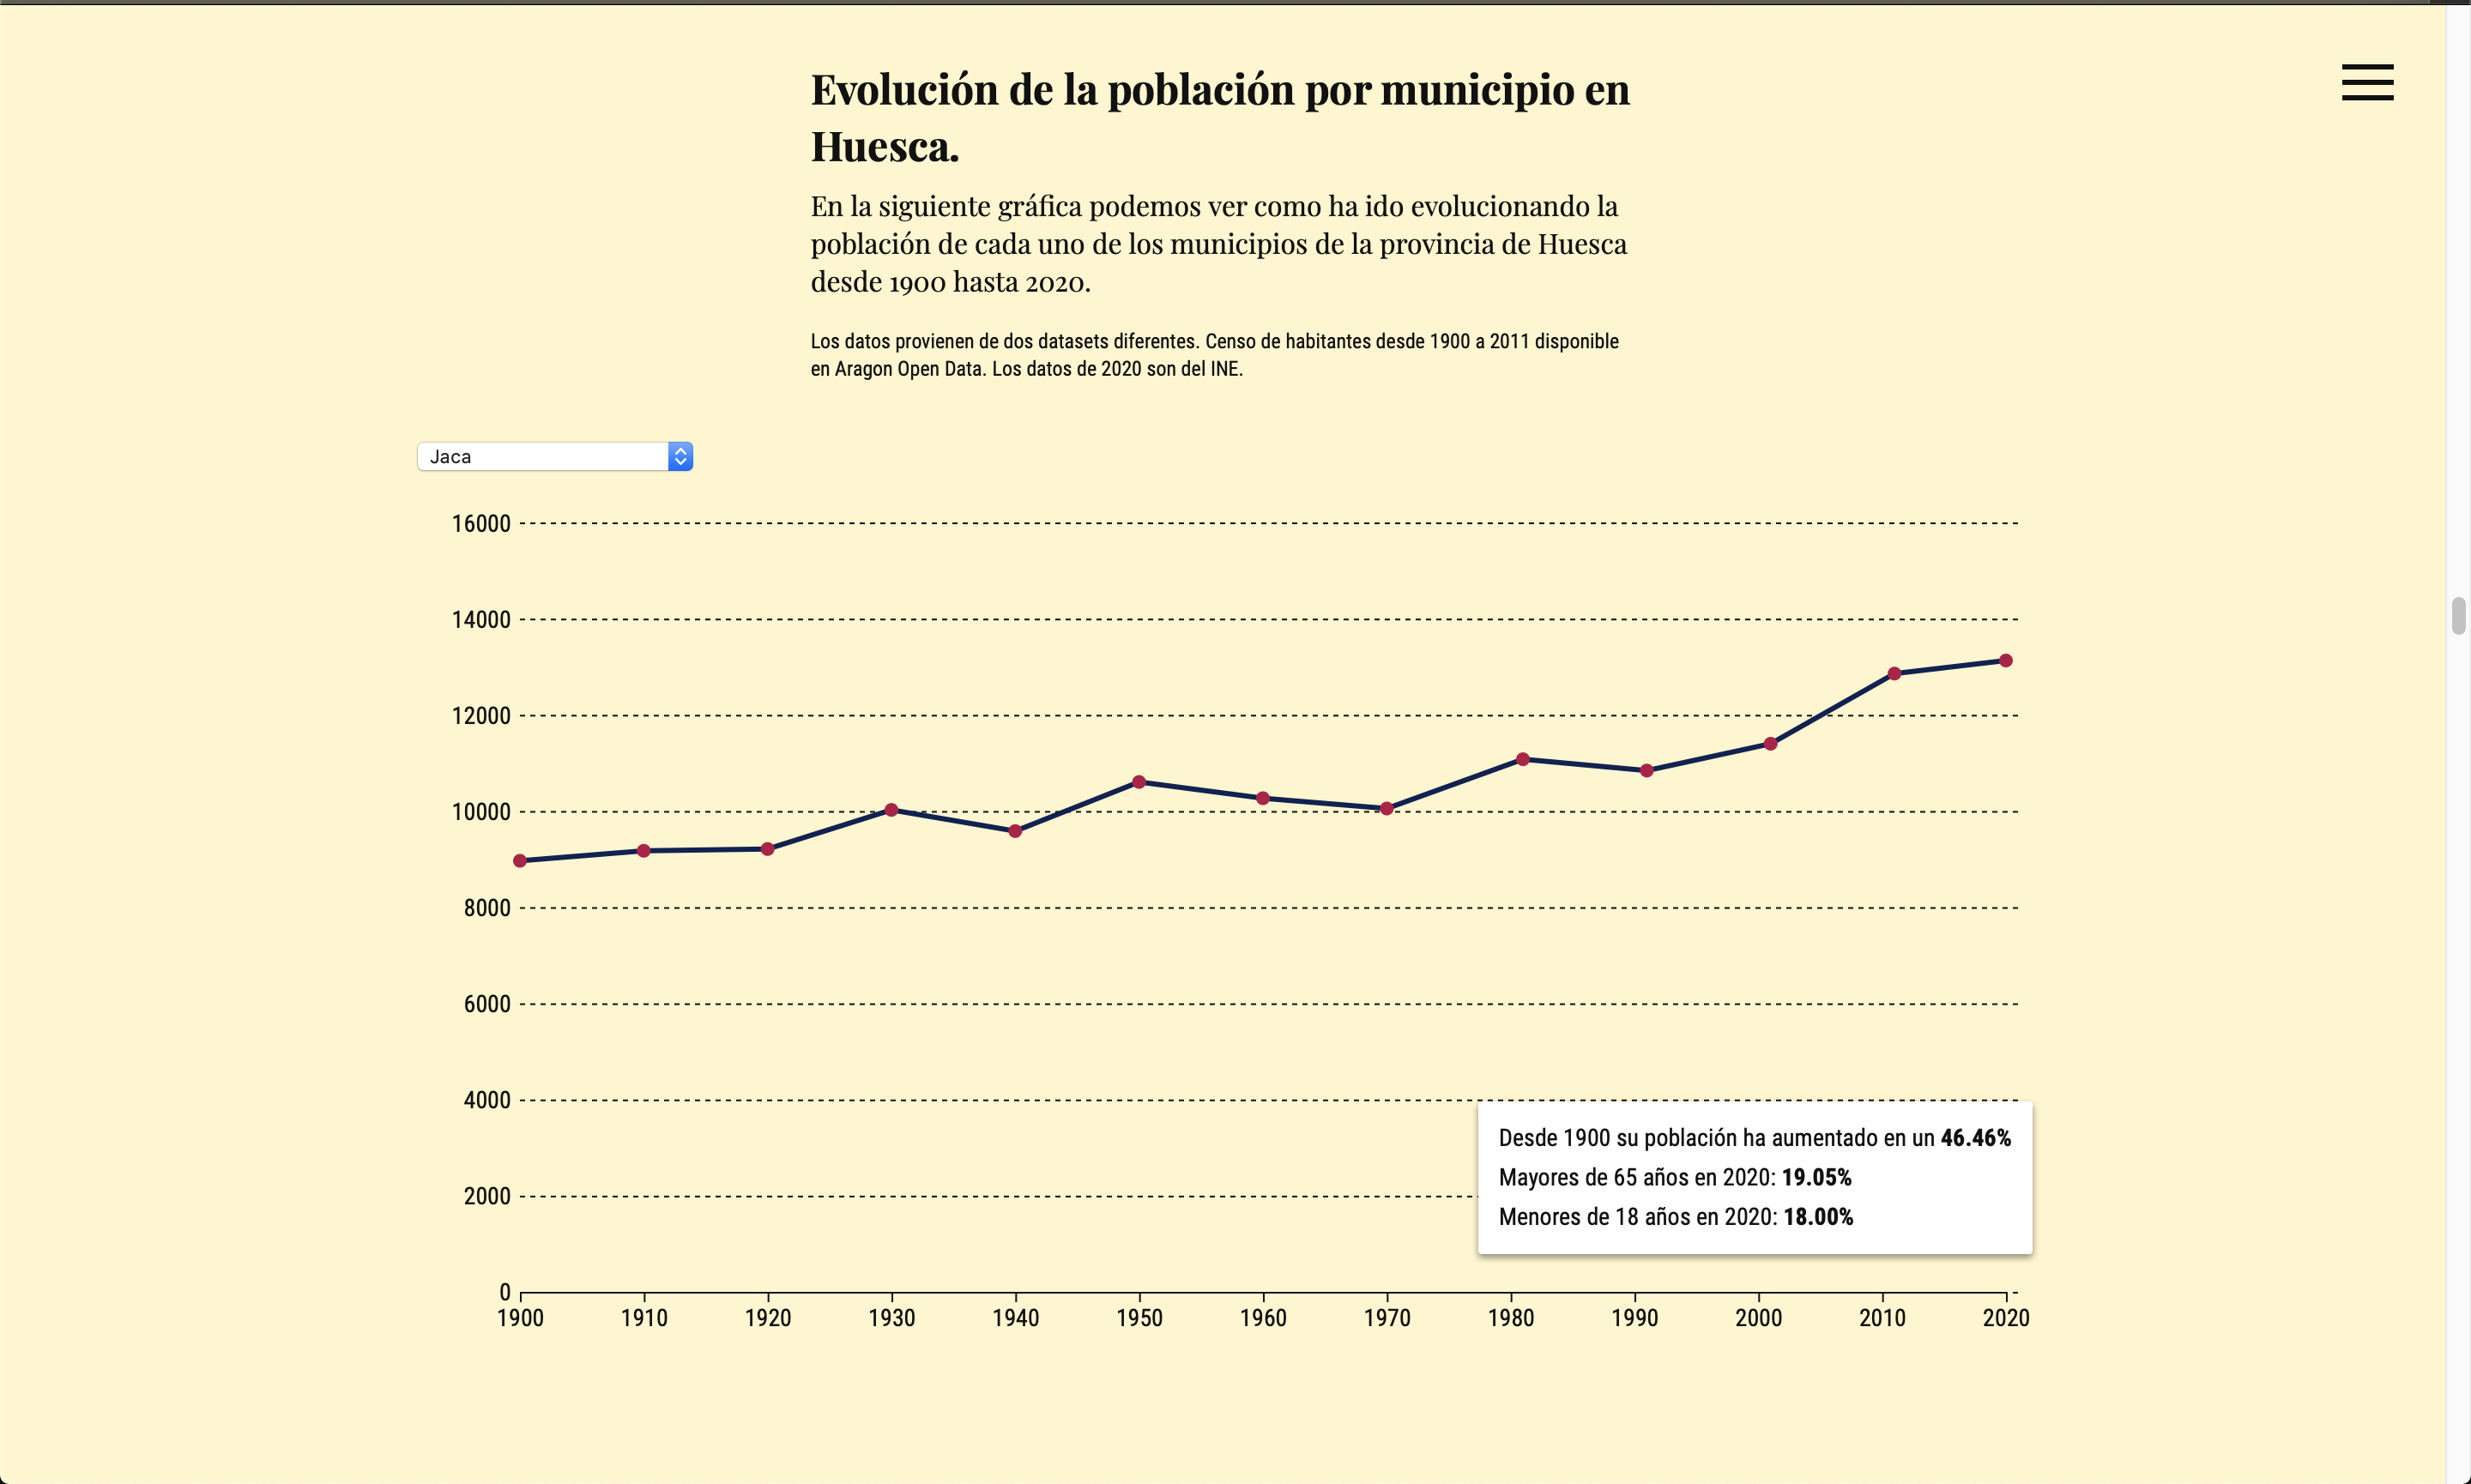 Evolución de la población por municipio en
Huesca.
En la siguiente gráfica podemos ver como ha ido evolucionando la
población de cada uno de los municipios de la provincia de Huesca
desde 1900 hasta 2020.
Los datos provienen de dos datasets diferentes. Censo de habitantes desde 1900 a 2011 disponible
en Aragon Open Data. Los datos de 2020 son del INE.
Jaca
16000
14000
12000
10000
8000
6000
4000
Desde 1900 su población ha aumentado en un 46.46%
Mayores de 65 años en 2020: 19.05%
2000
Menores de 18 años en 2020: 18.00%
0
1900 1910 1920 1930 1940 1950 1960 1970 1980 1990 2000 2010 2020